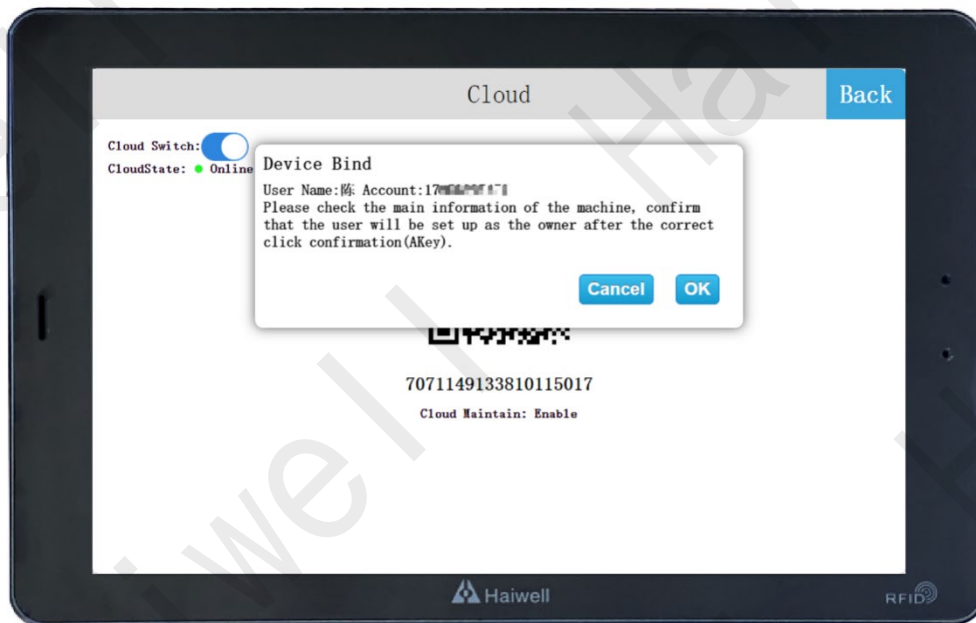 Cloud
Back
Cloud Switch:
CloudState: Online
Device Bind
User Name:陈 Account:17
Please check the main information of the machine, confirm
that the user will be set up as the owner after the correct
click confirmation(AKey).
Cancel
OK
7071149133810115017
Cloud Maintain: Enable
Haiwell
RFID
Haiwell